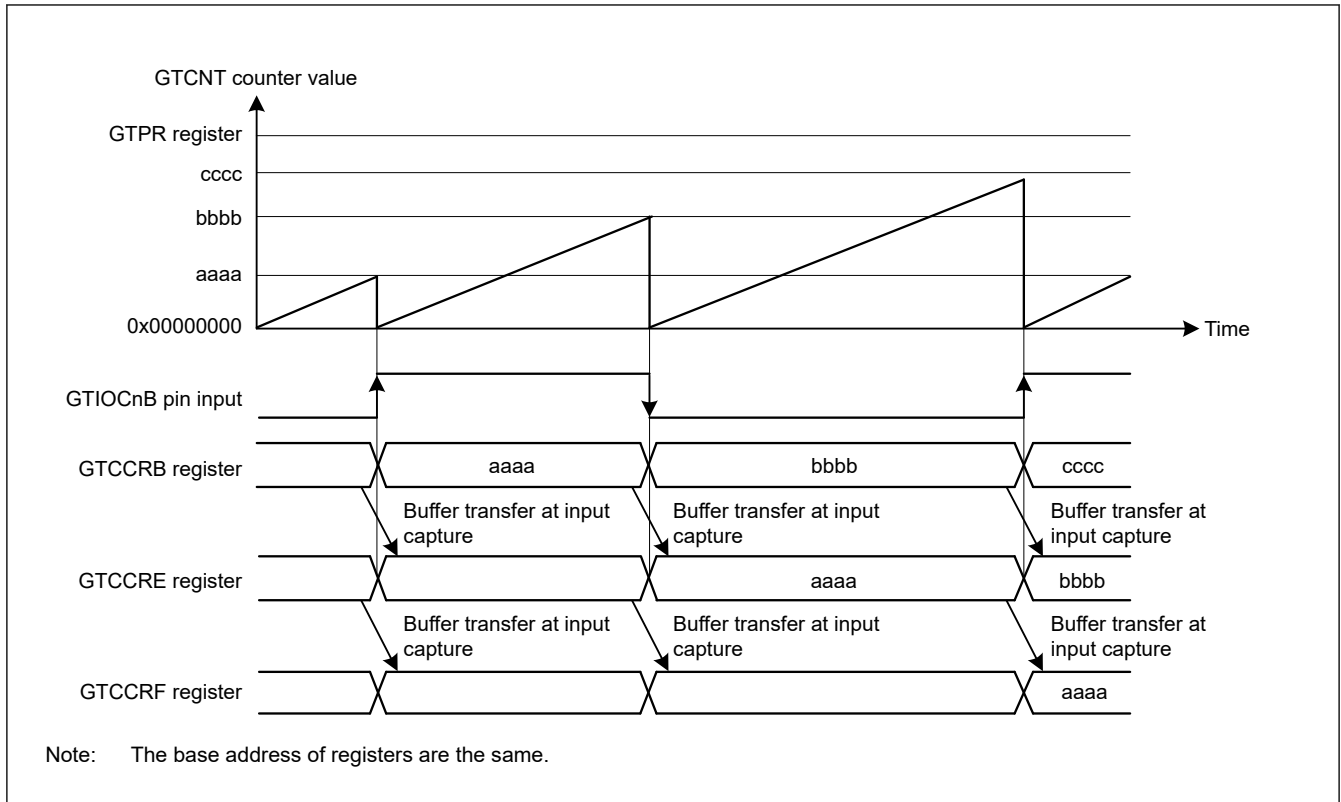 GTCNT counter value
GTPR register
cccc
bbbb
aaaa
0x00000000
Time
GTIOCnB pin input
GTCCRB register
aaaa
bbbb
cccc
Buffer transfer at input
capture
Buffer transfer at input
capture
Buffer transfer at
input capture
GTCCRE register
aaaa
bbbb
Buffer transfer at input
capture
Buffer transfer at input
capture
Buffer transfer at
input capture
GTCCRF register
aaaa
Note: The base address of registers are the same.